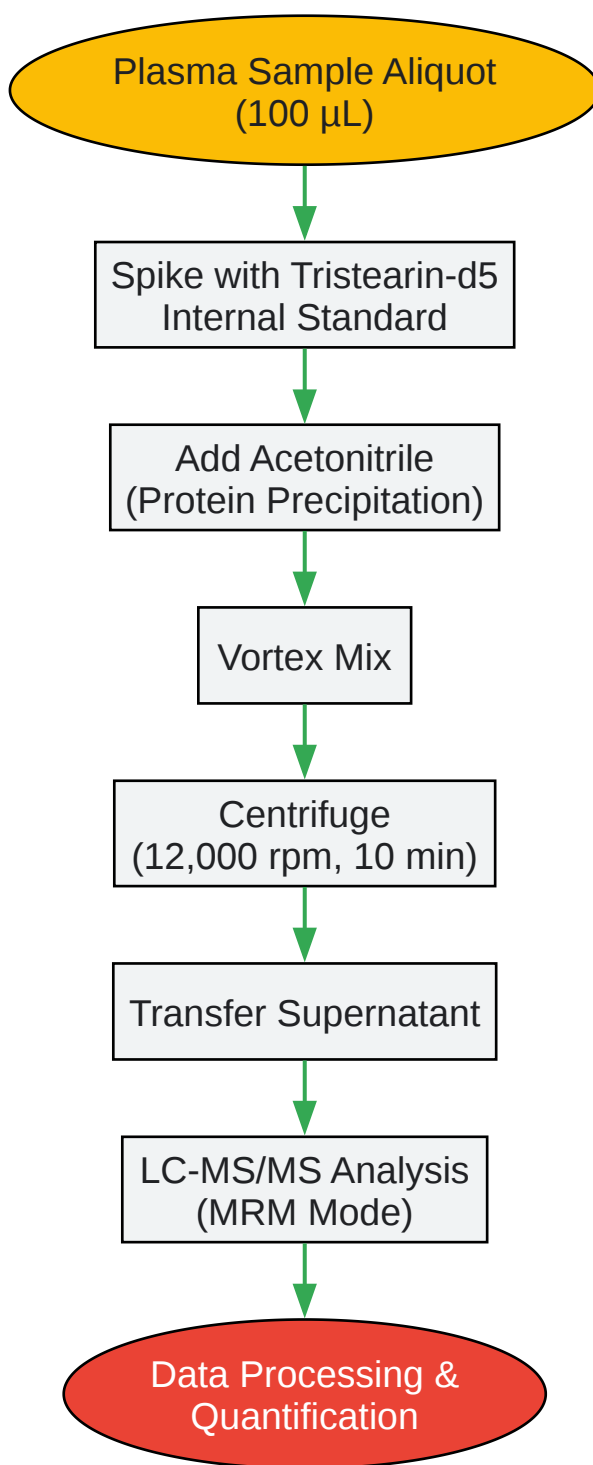 Plasma Sample Aliquot
(100 µL)
Spike with Tristearin-d5
Internal Standard
Add Acetonitrile
(Protein Precipitation)
Vortex Mix
Centrifuge
(12,000 rpm, 10 min)
Transfer Supernatant
LC-MS/MS Analysis
(MRM Mode)
Data Processing &
Quantification